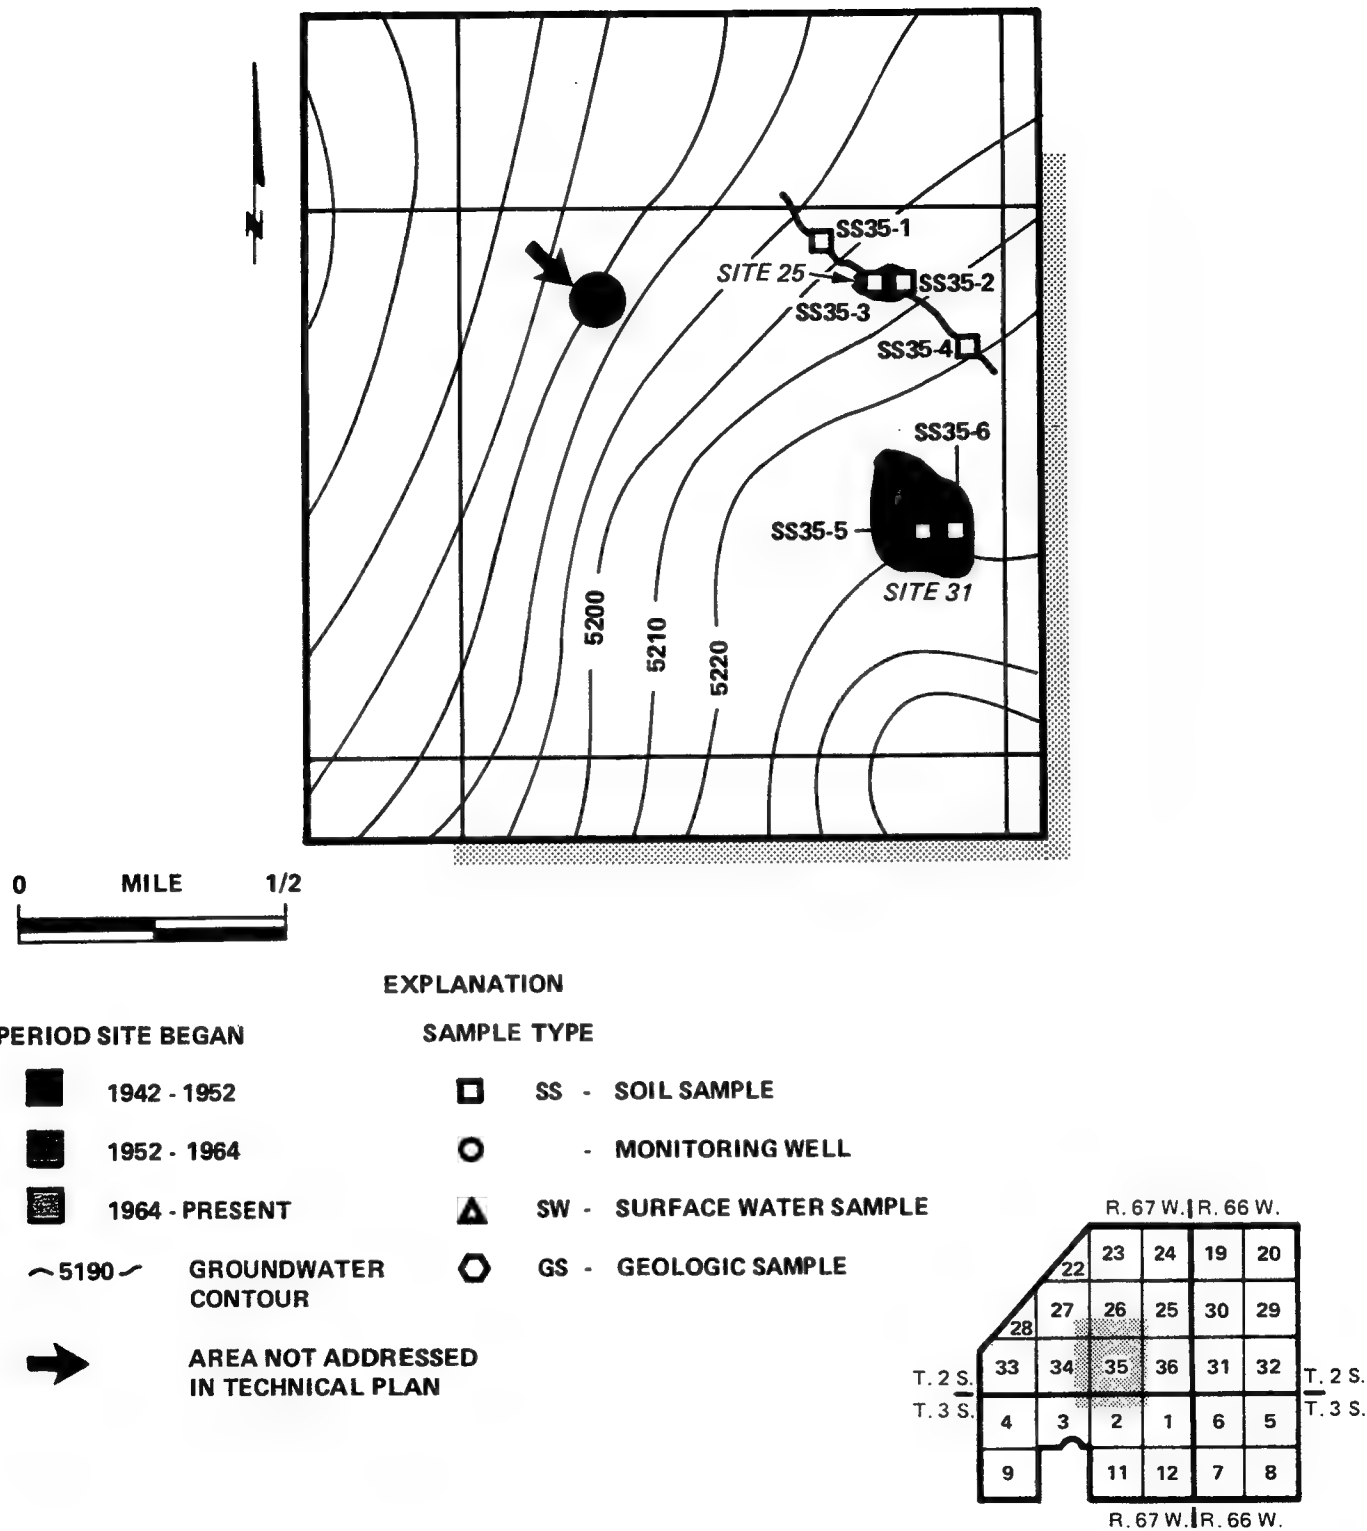 N
SS35-1
SITE 25
SS35-2
SS35-3
SS35-4
SS35-6
SS35-5
SITE 31
5200
5210
5220
0 MILE 1/2
EXPLANATION
PERIOD SITE BEGAN
1942 - 1952
1952 - 1964
1964 - PRESENT
5190
GROUNDWATER
CONTOUR
AREA NOT ADDRESSED
IN TECHNICAL PLAN
SAMPLE TYPE
SS - SOIL SAMPLE
- MONITORING WELL
SW - SURFACE WATER SAMPLE
GS - GEOLOGIC SAMPLE
R. 67 W. R. 66 W.
23 24 19 20
22
27 26 25 30 29
28
33 34 35 36 31 32
T. 2 S. T. 2 S.
T. 3 S. T. 3 S.
4 3 2 1 6 5
9 11 12 7 8
R. 67 W. R. 66 W.